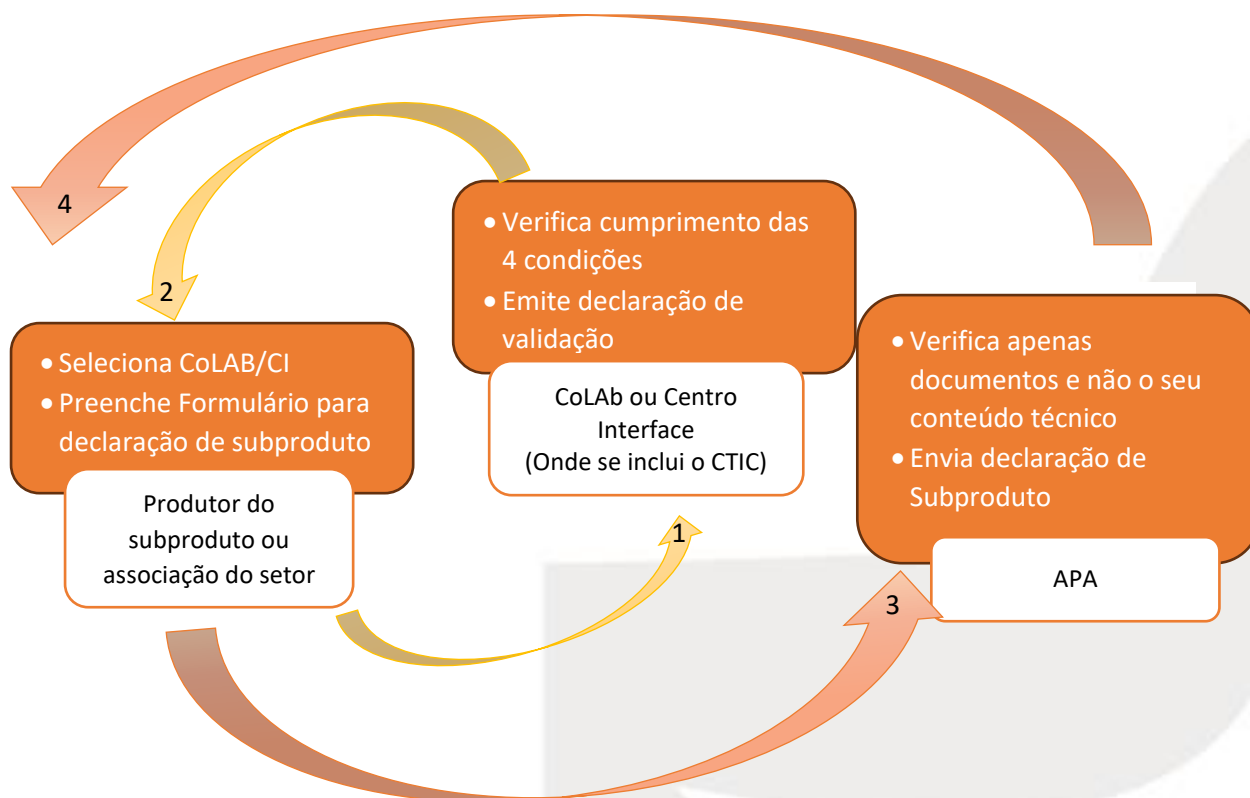 4
2
• Seleciona CoLAB/CI
• Preenche Formulário para
declaração de subproduto
Produtor do
subproduto ou
associação do setor
• Verifica cumprimento das
4 condições
• Emite declaração de
validação
CoLAb ou Centro
Interface
(Onde se inclui o CTIC)
1
• Verifica apenas
documentos e não o seu
conteúdo técnico
• Envia declaração de
Subproduto
APA
3